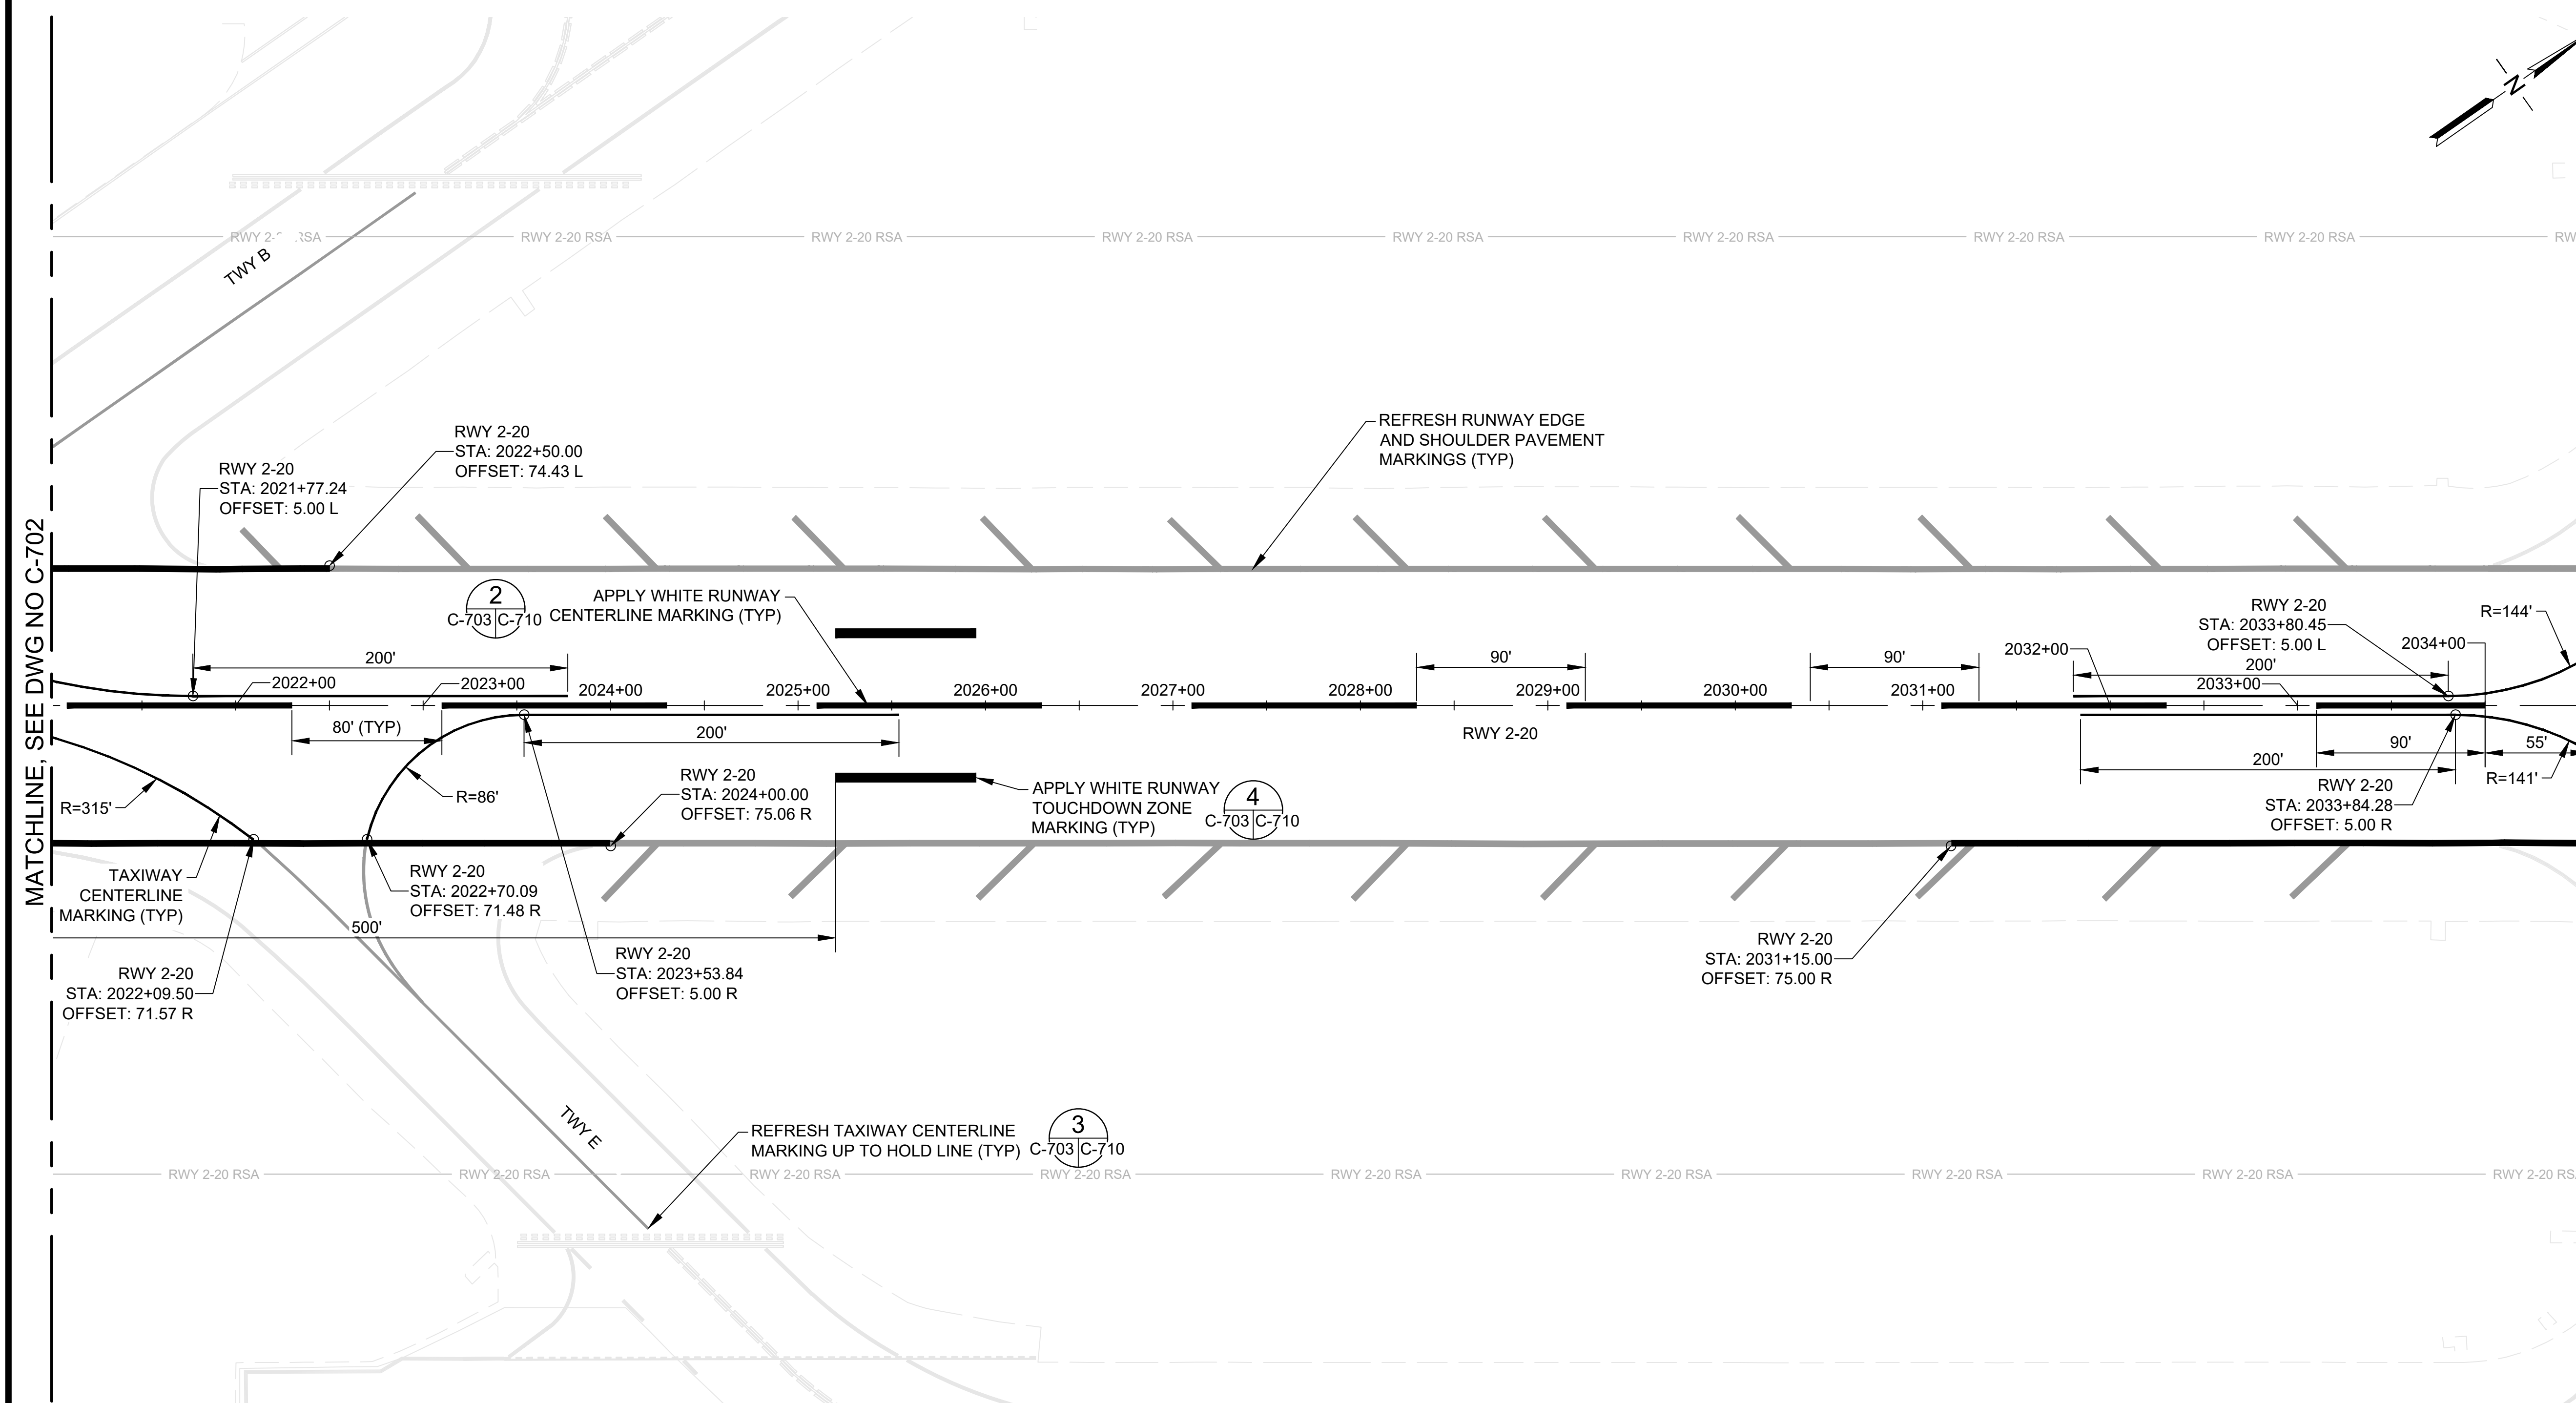 N
RWY 2-20 RSA
RWY 2-20 RSA
RWY 2-20 RSA
RWY 2-20 RSA
RWY 2-20 RSA
RWY 2-20 RSA
RWY 2-20 RSA
RW
TWY B
REFRESH RUNWAY EDGE
AND SHOULDER PAVEMENT
MARKINGS (TYP)
RWY 2-20
STA: 2022+50.00
OFFSET: 74.43 L
RWY 2-20
STA: 2021+77.24
OFFSET: 5.00 L
MATCHLINE, SEE DWG NO C-702
2
C-703 C-710
APPLY WHITE RUNWAY
CENTERLINE MARKING (TYP)
RWY 2-20
STA: 2033+80.45
OFFSET: 5.00 L
R=144'
200'
90'
90'
200'
2022+00
2023+00
2024+00
2025+00
2026+00
2027+00
2028+00
2029+00
2030+00
2031+00
2032+00
2033+00
2034+00
80' (TYP)
200'
RWY 2-20
90'
55'
200'
R=141'
R=315'
R=86'
RWY 2-20
STA: 2024+00.00
OFFSET: 75.06 R
APPLY WHITE RUNWAY
TOUCHDOWN ZONE
MARKING (TYP)
4
C-703 C-710
RWY 2-20
STA: 2033+84.28
OFFSET: 5.00 R
TAXIWAY
CENTERLINE
MARKING (TYP)
RWY 2-20
STA: 2022+70.09
OFFSET: 71.48 R
500'
RWY 2-20
STA: 2022+09.50
OFFSET: 71.57 R
RWY 2-20
STA: 2023+53.84
OFFSET: 5.00 R
RWY 2-20
STA: 2031+15.00
OFFSET: 75.00 R
TWY E
REFRESH TAXIWAY CENTERLINE
MARKING UP TO HOLD LINE (TYP)
3
C-703 C-710
RWY 2-20 RSA
RWY 2-20 RSA
RWY 2-20 RSA
RWY 2-20 RSA
RWY 2-20 RSA
RWY 2-20 RSA
RWY 2-20 RSA
RWY 2-20 RSA
RWY 2-20 RS